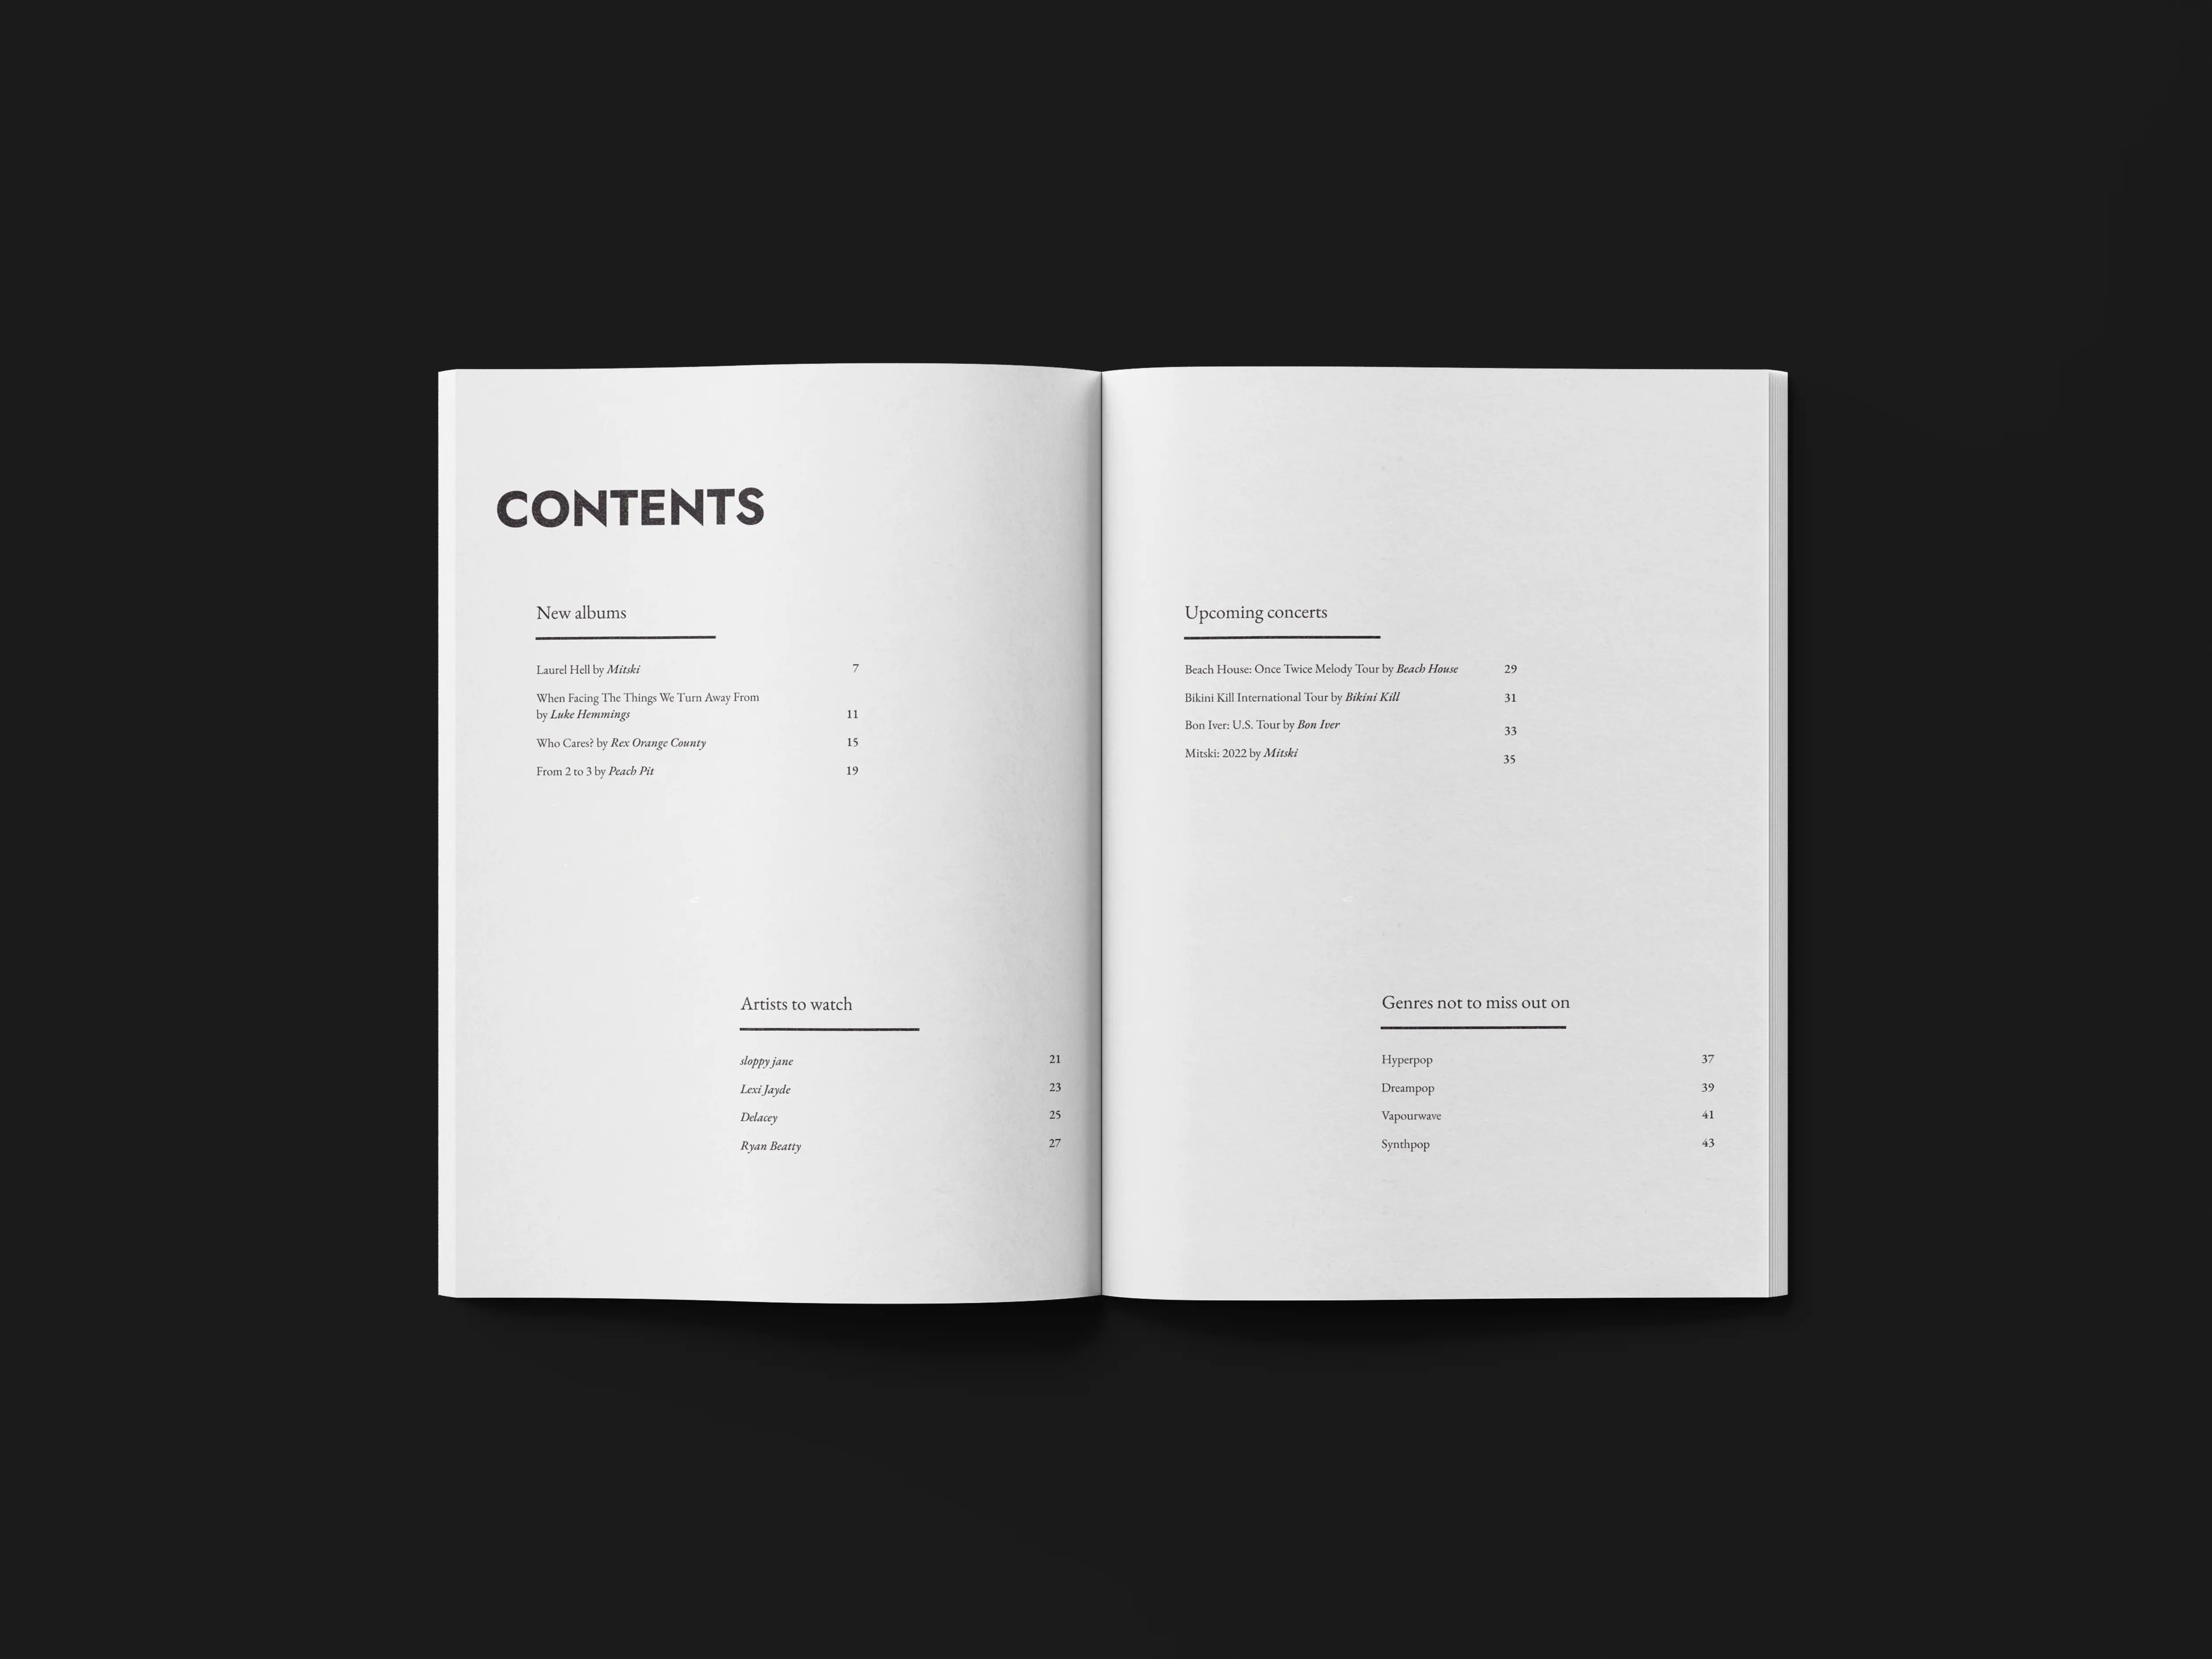 CONTENTS
New albums
Laurel Hell by Mitski 7
When Facing The Things We Turn Away From
by Luke Hemmings 11
Who Cares? by Rex Orange County 15
From 2 to 3 by Peach Pit 19
Artists to watch
sloppy jane 21
Lexi Jayde 23
Delacey 25
Ryan Beatty 27
Upcoming concerts
Beach House: Once Twice Melody Tour by Beach House 29
Bikini Kill International Tour by Bikini Kill 31
Bon Iver: U.S. Tour by Bon Iver 33
Mitski: 2022 by Mitski 35
Genres not to miss out on
Hyperpop 37
Dreampop 39
Vapourwave 41
Synthpop 43